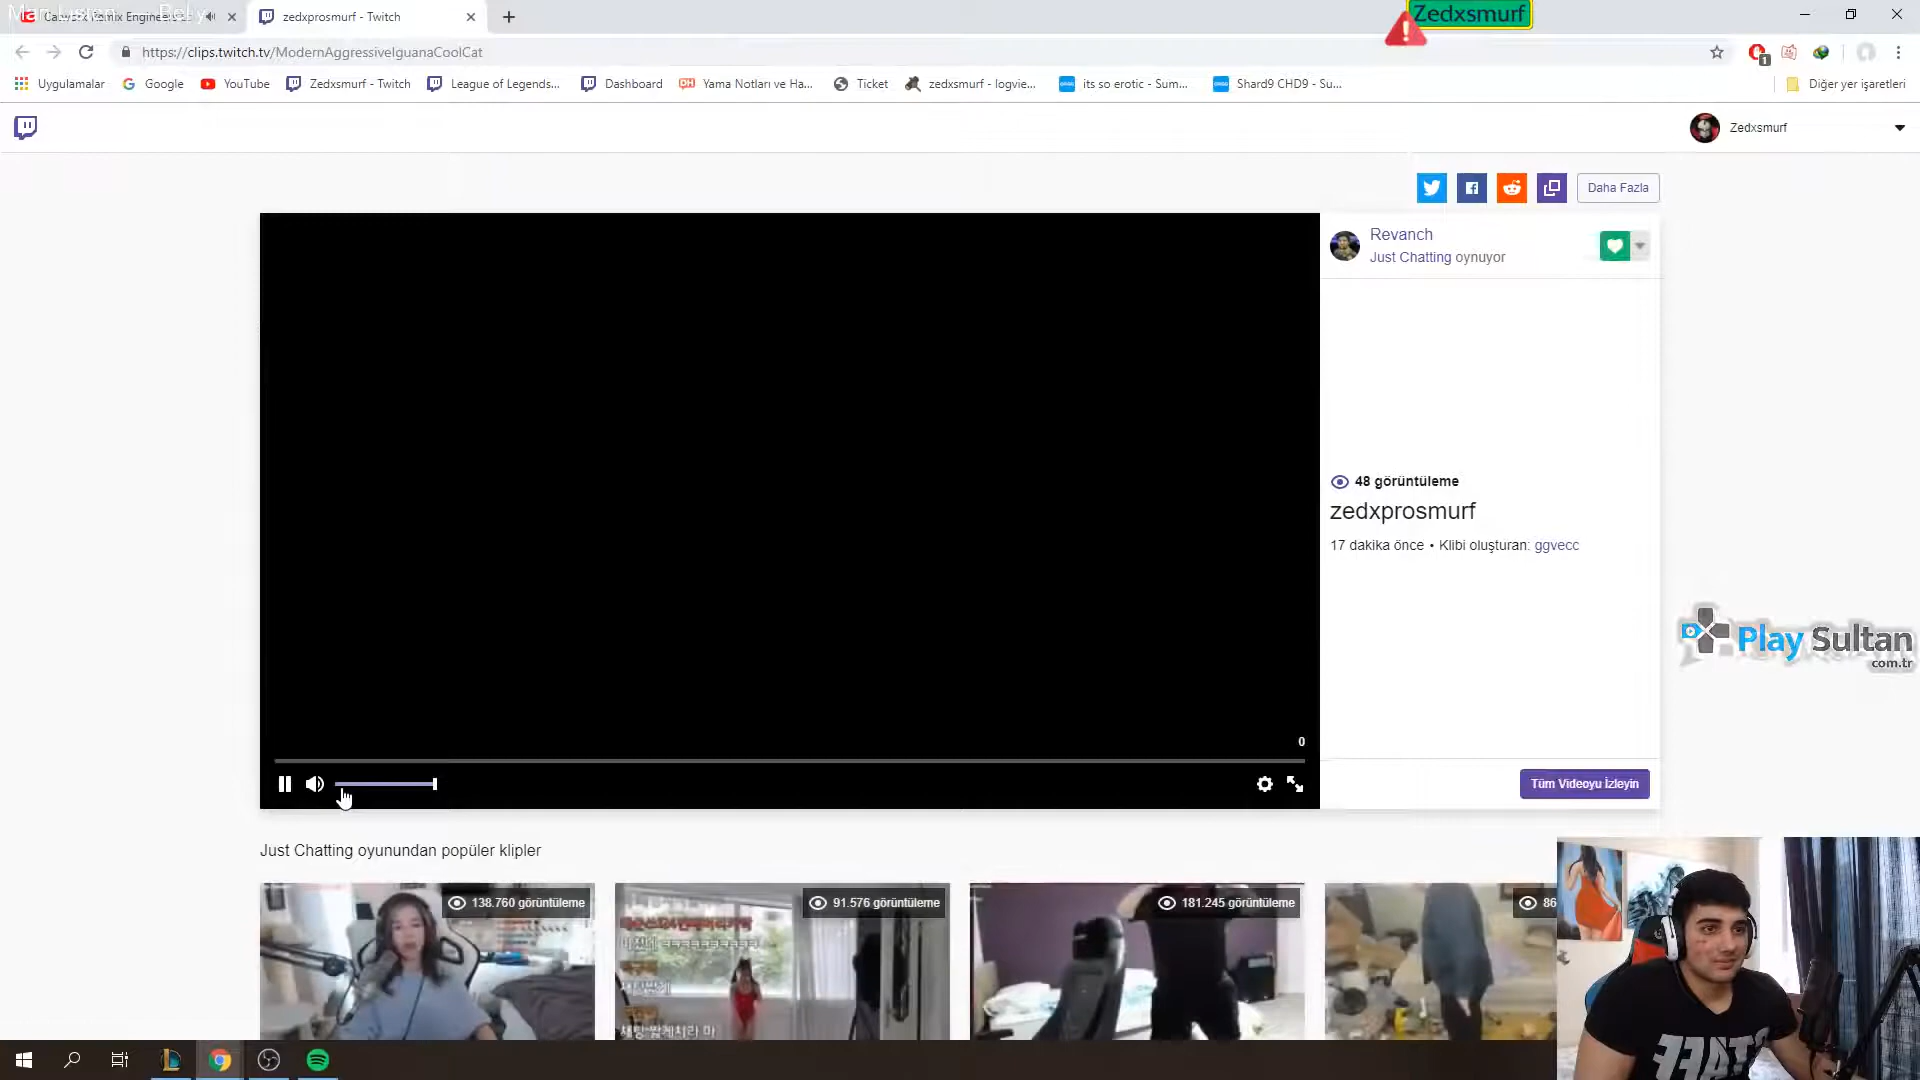 zedxprosmurf - Twitch
Zedxsmurf
https://clips.twitch.tv/ModernAggressiveIguanaCoolCat
1
Uygulamalar
Google
YouTube
Zedxsmurf - Twitch
League of Legends...
Dashboard
Yama Notları ve Ha...
Ticket
zedxsmurf - logvie...
its so erotic - Sum...
Shard9 CHD9 - Su...
Diğer yer işaretleri
Zedxsmurf
Daha Fazla
Revanch
Just Chatting oynuyor
48 görüntüleme
zedxprosmurf
17 dakika önce • Klibi oluşturan: ggvecc
Play Sultan
com.tr
0
Tüm Videoyu İzleyin
Just Chatting oyunundan popüler klipler
138.760 görüntüleme
91.576 görüntüleme
181.245 görüntüleme
86